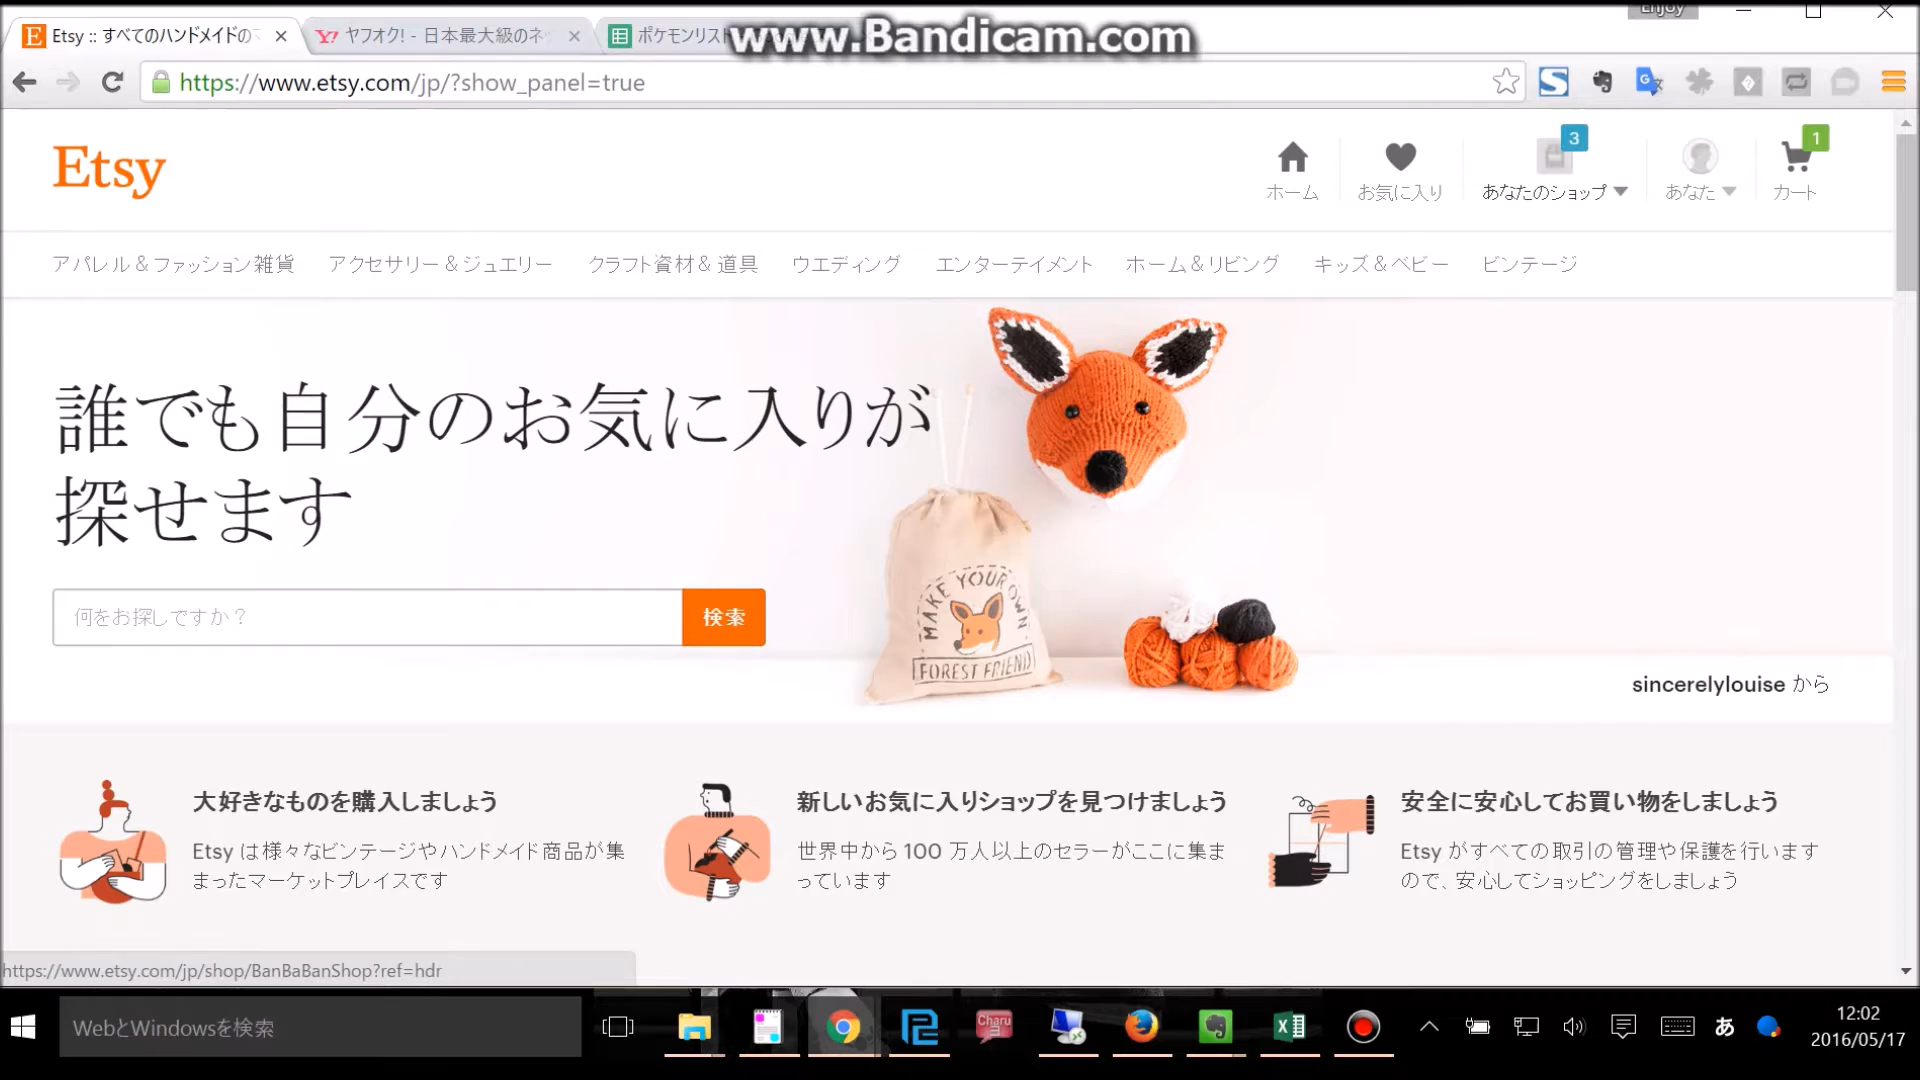 Enjoy
Etsy :: すべてのハンドメイドの
ヤフオク! - 日本最大級のネッ
ポケモンリスト
www.Bandicam.com
https://www.etsy.com/jp/?show_panel=true
Etsy
3
1
ホーム
お気に入り
あなたのショップ
あなた
カート
アパレル＆ファッション雑貨
アクセサリー＆ジュエリー
クラフト資材＆道具
ウエディング
エンターテイメント
ホーム＆リビング
キッズ＆ベビー
ビンテージ
誰でも自分のお気に入りが
探せます
何をお探しですか？
検索
MAKE YOUR OWN
FOREST FRIEND
sincerelylouise から
大好きなものを購入しましょう
Etsy は様々なビンテージやハンドメイド商品が集
まったマーケットプレイスです
新しいお気に入りショップを見つけましょう
世界中から 100 万人以上のセラーがここに集ま
っています
安全に安心してお買い物をしましょう
Etsy がすべての取引の管理や保護を行います
ので、安心してショッピングをしましょう
https://www.etsy.com/jp/shop/BanBaBanShop?ref=hdr
WebとWindowsを検索
Charu
あ
12:02
2016/05/17